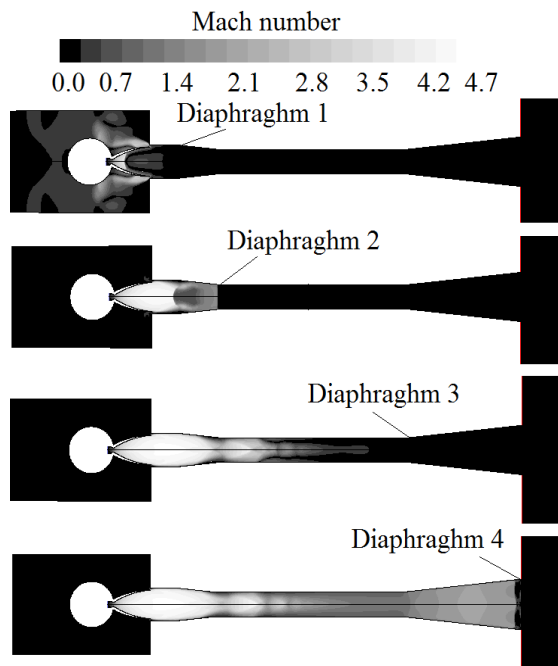 Mach number
0.0 0.7 1.4 2.1 2.8 3.5 4.2 4.7
Diaphraghm 1
Diaphraghm 2
Diaphraghm 3
Diaphraghm 4